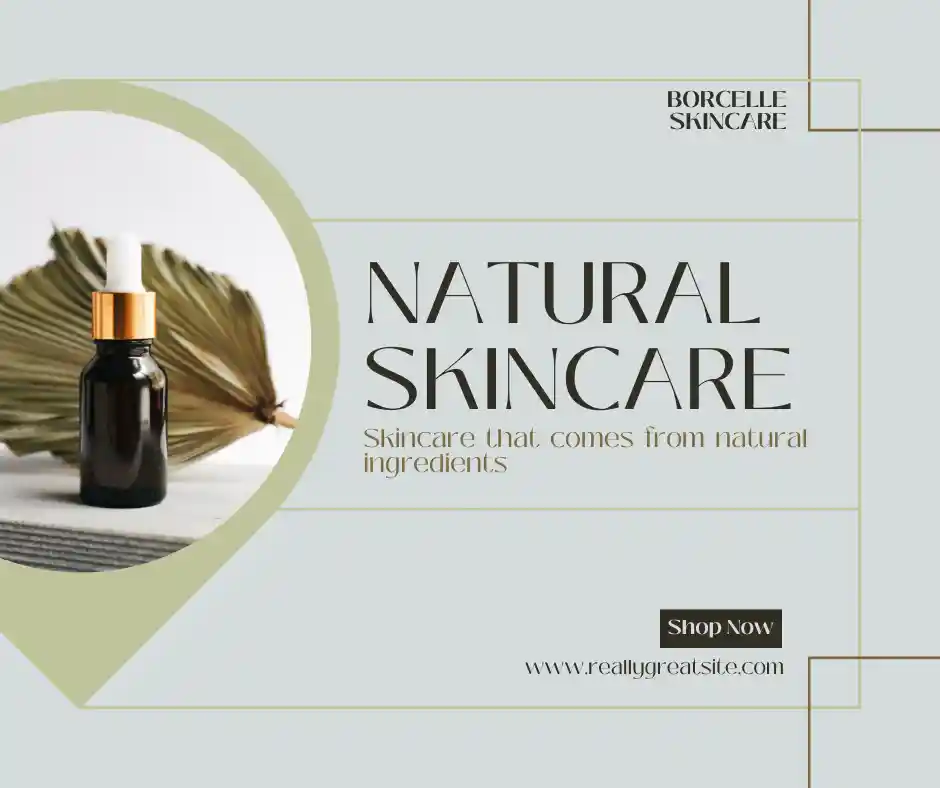 BORCELLE
SKINCARE
NATURAL
SKINCARE
Skincare that comes from natural
ingredients
Shop Now
www.reallygreatsite.com